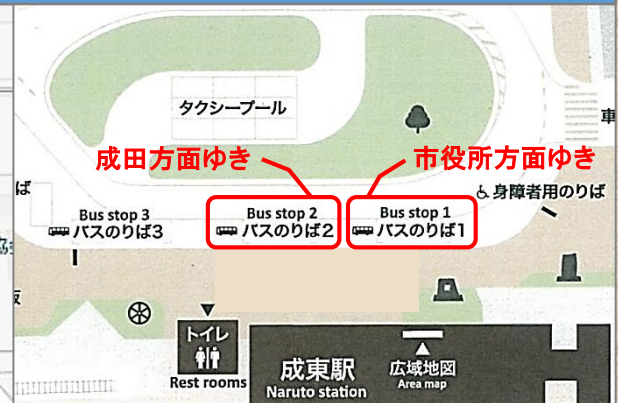 タクシープール
成田方面ゆき
市役所方面ゆき
車
ば
身障者用のりば
Bus stop 3
バスのりば3
Bus stop 2
バスのりば2
Bus stop 1
バスのりば1
トイレ
Rest rooms
成東駅
Naruto station
広域地図
Area map